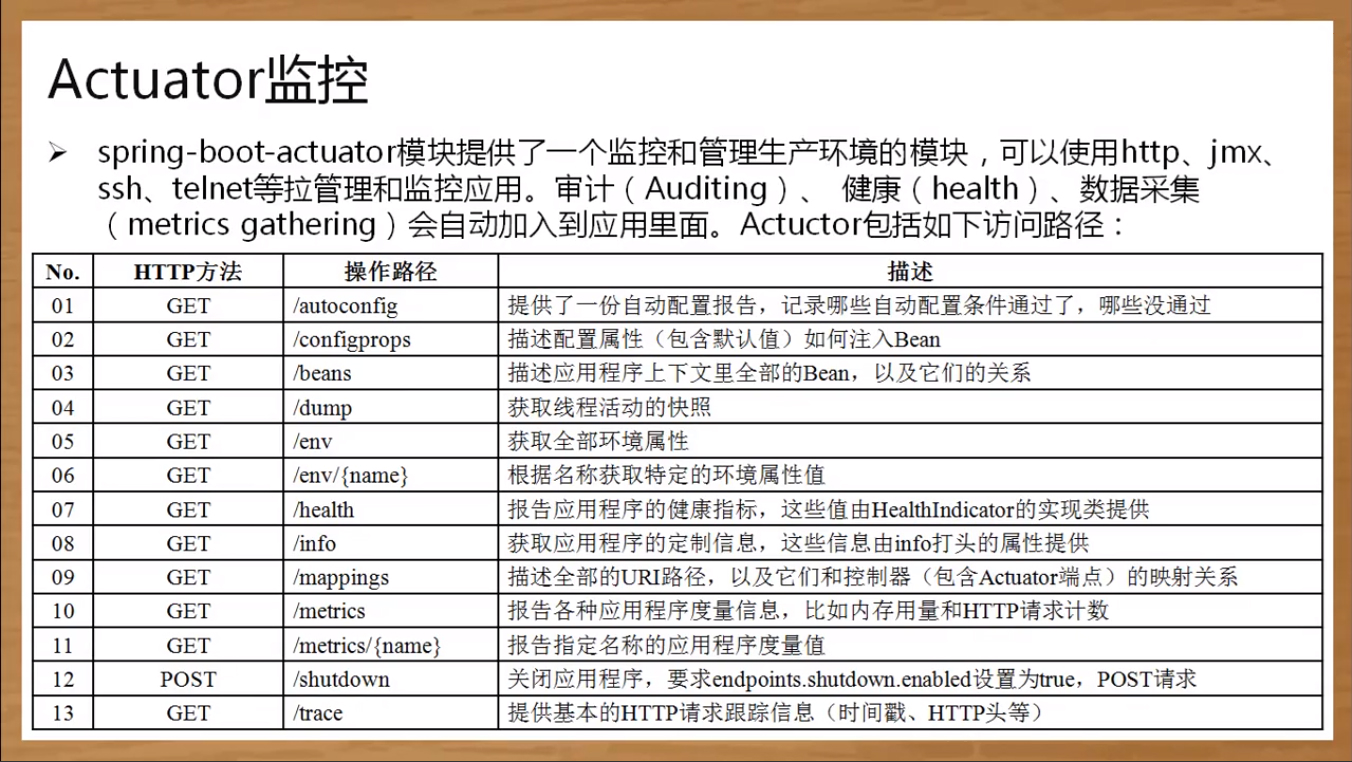 Actuator监控
➢ spring-boot-actuator模块提供了一个监控和管理生产环境的模块，可以使用http、jmx、
ssh、telnet等拉管理和监控应用。审计（Auditing）、 健康（health）、数据采集
（metrics gathering）会自动加入到应用里面。Actuctor包括如下访问路径：
No. HTTP方法 操作路径 描述
01 GET /autoconfig 提供了一份自动配置报告，记录哪些自动配置条件通过了，哪些没通过
02 GET /configprops 描述配置属性（包含默认值）如何注入Bean
03 GET /beans 描述应用程序上下文里全部的Bean，以及它们的关系
04 GET /dump 获取线程活动的快照
05 GET /env 获取全部环境属性
06 GET /env/{name} 根据名称获取特定的环境属性值
07 GET /health 报告应用程序的健康指标，这些值由HealthIndicator的实现类提供
08 GET /info 获取应用程序的定制信息，这些信息由info打头的属性提供
09 GET /mappings 描述全部的URI路径，以及它们和控制器（包含Actuator端点）的映射关系
10 GET /metrics 报告各种应用程序度量信息，比如内存用量和HTTP请求计数
11 GET /metrics/{name} 报告指定名称的应用程序度量值
12 POST /shutdown 关闭应用程序，要求endpoints.shutdown.enabled设置为true，POST请求
13 GET /trace 提供基本的HTTP请求跟踪信息（时间戳、HTTP头等）